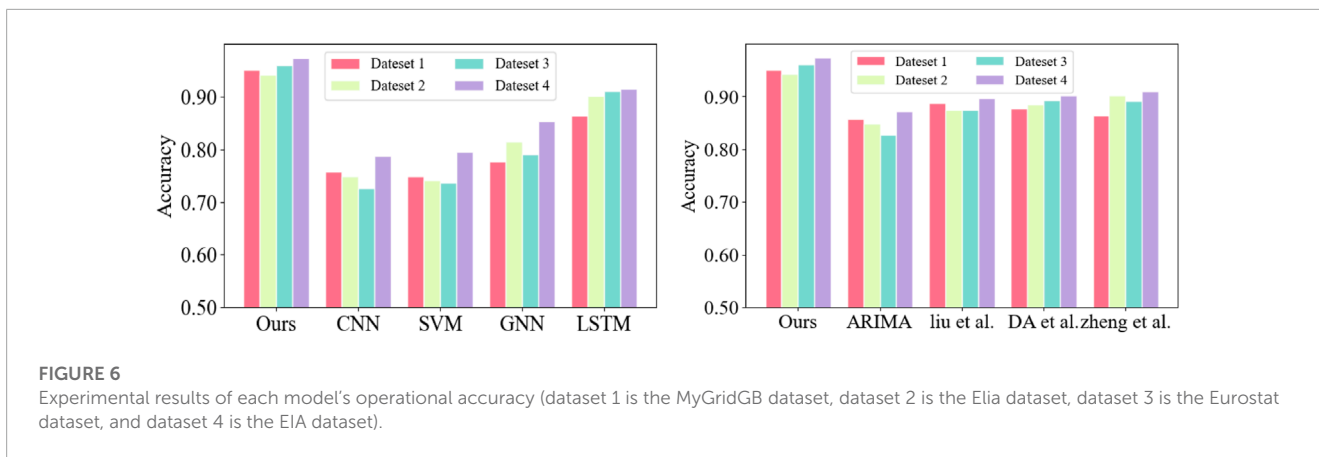 Dateset 1
Dateset 3
Dateset 2
Dateset 4
Accuracy
0.90
0.80
0.70
0.60
0.50
Ours
CNN
SVM
GNN
LSTM
Dateset 1
Dateset 3
Dateset 2
Dateset 4
Accuracy
0.90
0.80
0.70
0.60
0.50
Ours
ARIMA
liu et al.
DA et al.
zheng et al.
FIGURE 6
Experimental results of each model’s operational accuracy (dataset 1 is the MyGridGB dataset, dataset 2 is the Elia dataset, dataset 3 is the Eurostat
dataset, and dataset 4 is the EIA dataset).